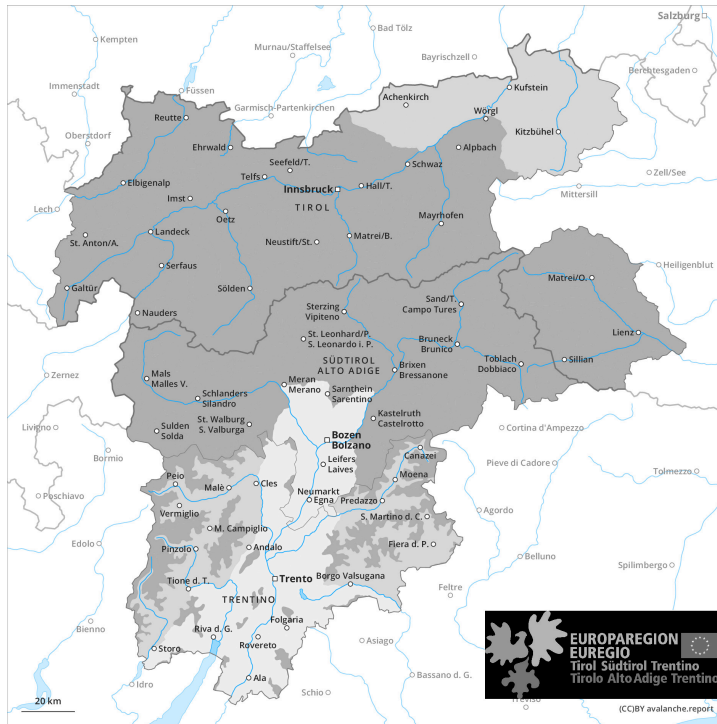 Salzburg
Kempten
Bad Tölz
Murnau/Staffelsee
Bayrischzell
Berchtesgaden
Immenstadt
Füssen
Kufstein
Achenkirch
Garmisch-Partenkirchen
Reutte
Wörgl
Oberstdorf
Kitzbühel
Ehrwald
Alpbach
Seefeld/T.
Schwaz
Telfs
Zell/See
Elbigenalp
Innsbruck
Hall/T.
Imst
Mittersill
TIROL
Lech
Oetz
Mayrhofen
Landeck
St. Anton/A.
Neustift/St.
Matrei/B.
Serfaus
Heiligenblut
Matrei/O.
Galtür
Sölden
Sand/T.
Campo Tures
Sterzing
Vipiteno
Nauders
Lienz
St. Leonhard/P.
S. Leonardo i. P.
Bruneck
Brunico
SÜDTIROL
ALTO ADIGE
Toblach
Dobbiaco
Sillian
Brixen
Bressanone
Zernez
Mals
Malles V.
Meran
Merano
Sarnthein
Sarentino
Schlanders
Silandro
St. Walburg
S. Valburga
Kastelruth
Castelrotto
Livigno
Sulden
Solda
Cortina d'Ampezzo
Bozen
Bolzano
Bormio
Canazei
Leifers
Laives
Pieve di Cadore
Tolmezzo
Peio
Moena
Malè
Cles
Neumarkt
Egna
Predazzo
Poschiavo
Vermiglio
Agordo
S. Martino d. C.
M. Campiglio
Edolo
Pinzolo
Andalo
Fiera d. P.
Belluno
Spilimbergo
Trento
Borgo Valsugana
Tione d. T.
Feltre
TRENTINO
Bienno
Folgaria
Riva d. G.
Rovereto
Asiago
Storo
Ala
Idro
Schio
Bassano d. G.
EUROPAREGION
EUREGIO
Tirol Südtirol Trentino
Tirolo Alto Adige Trentino
Treviso
20 km
(CC)BY avalanche.report